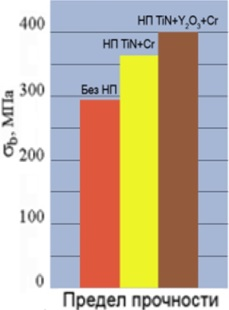 НП TiN+Y₂O₃+Cr
400
НП TiN+Cr
Без НП
300
σb, МПа
200
100
0
Предел прочности